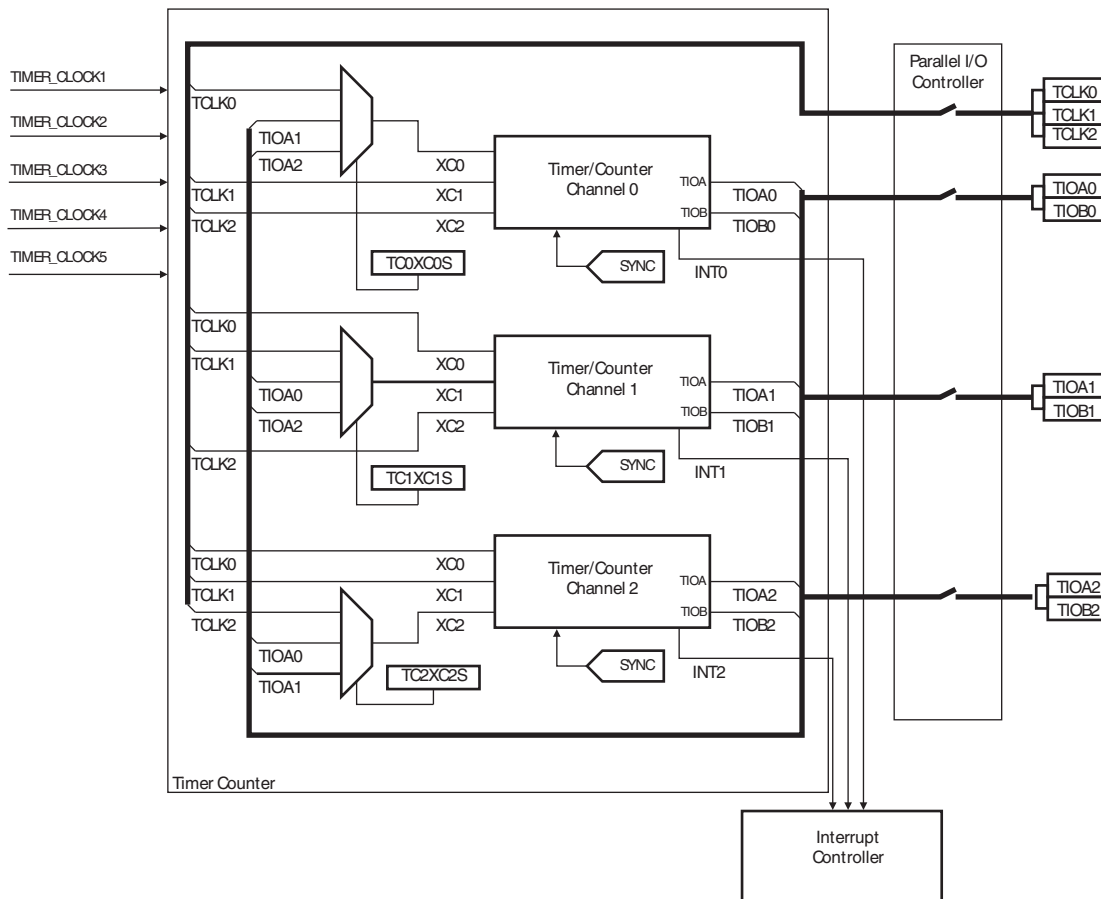 TIMER_CLOCK1
TIMER_CLOCK2
TIMER_CLOCK3
TIMER_CLOCK4
TIMER_CLOCK5
TCLK0
TIOA1
TIOA2
TCLK1
TCLK2
XC0
XC1
XC2
TC0XC0S
Timer/Counter
Channel 0
TIOA
TIOB
TIOA0
TIOB0
SYNC
INT0
TCLK0
TCLK1
TIOA0
TIOA2
TCLK2
XC0
XC1
XC2
TC1XC1S
Timer/Counter
Channel 1
TIOA
TIOB
TIOA1
TIOB1
SYNC
INT1
TCLK0
TCLK1
TCLK2
TIOA0
TIOA1
XC0
XC1
XC2
TC2XC2S
Timer/Counter
Channel 2
TIOA
TIOB
TIOA2
TIOB2
SYNC
INT2
Timer Counter
Parallel I/O
Controller
TCLK0
TCLK1
TCLK2
TIOA0
TIOB0
TIOA1
TIOB1
TIOA2
TIOB2
Interrupt
Controller